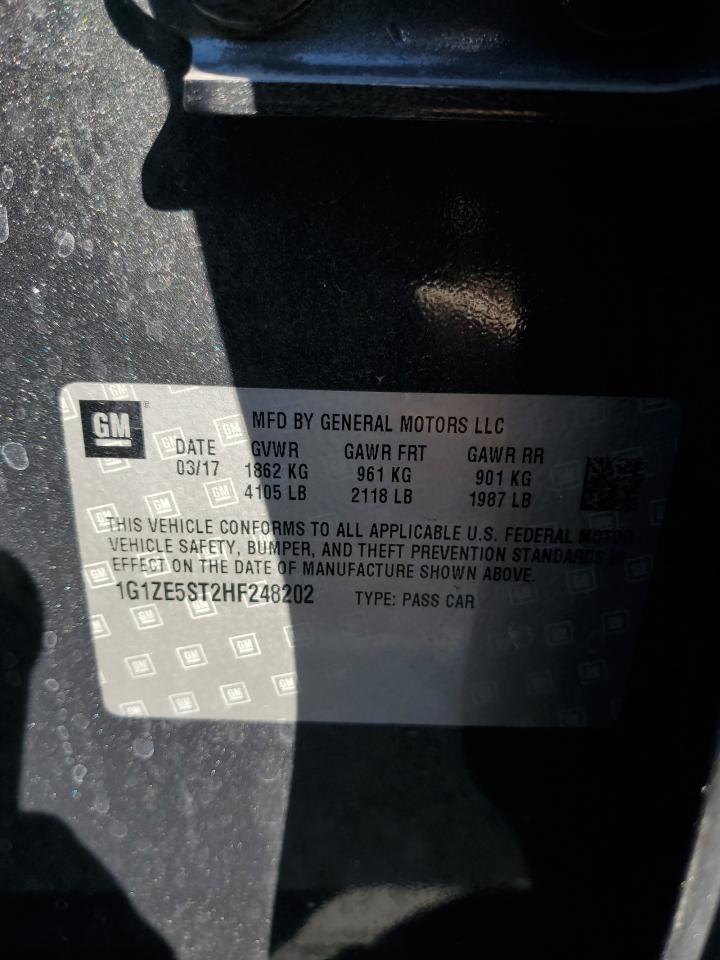 GM
MFD BY GENERAL MOTORS LLC
DATE GVWR GAWR FRT GAWR RR
03/17 1862 KG 961 KG 901 KG
4105 LB 2118 LB 1987 LB
THIS VEHICLE CONFORMS TO ALL APPLICABLE U.S. FEDERAL MOTOR
VEHICLE SAFETY, BUMPER, AND THEFT PREVENTION STANDARDS IN
EFFECT ON THE DATE OF MANUFACTURE SHOWN ABOVE.
1G1ZE5ST2HF248202 TYPE: PASS CAR